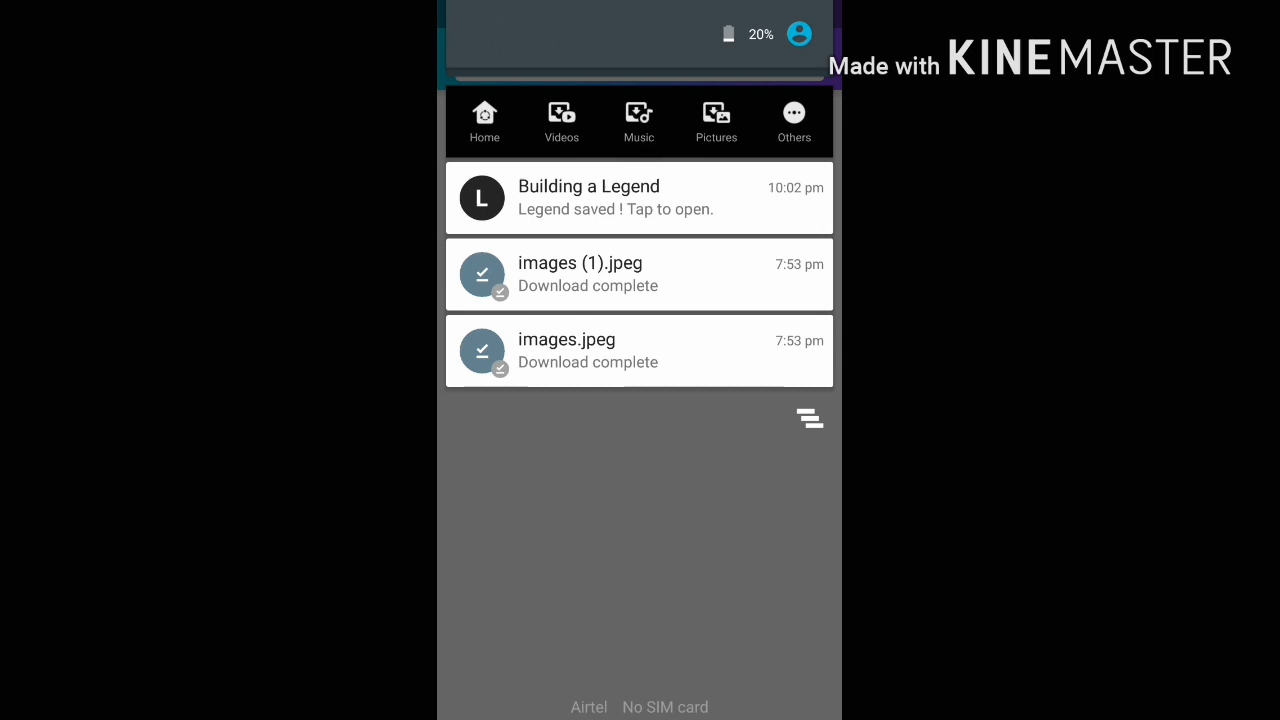 20%
Made with KINEMASTER
Home Videos Music Pictures Others
L
Building a Legend 10:02 pm
Legend saved ! Tap to open.
images (1).jpeg 7:53 pm
Download complete
images.jpeg 7:53 pm
Download complete
Airtel No SIM card